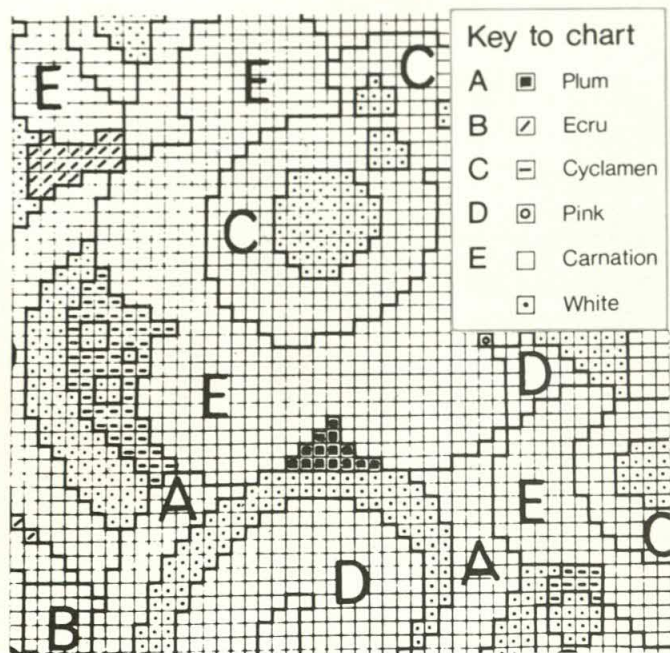 Key to chart
A Plum
B Ecru
C Cyclamen
D Pink
E Carnation
White
E
E
C
C
E
D
A
E
C
D
A
B